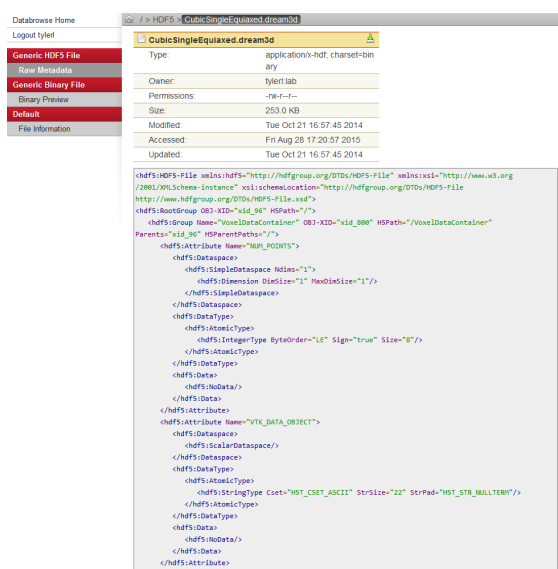 Databrowse Home
Logout tylerl
Generic HDF5 File
Raw Metadata
Generic Binary File
Binary Preview
Default
File Information
/ > HDF5 > CubicSingleEquiaxed.dream3d
CubicSingleEquiaxed.dream3d
Type: application/x-hdf; charset=bin
ary
Owner: tylerl:lab
Permissions: -rw-r--r--
Size: 253.0 KB
Modified: Tue Oct 21 16:57:45 2014
Accessed: Fri Aug 28 17:20:57 2015
Updated: Tue Oct 21 16:57:45 2014
<hdf5:HDF5-File xmlns:hdf5="http://hdfgroup.org/DTDs/HDF5-File" xmlns:xsi="http://www.w3.org
/2001/XMLSchema-instance" xsi:schemaLocation="http://hdfgroup.org/DTDs/HDF5-File
http://www.hdfgroup.org/DTDs/HDF5-File.xsd">
<hdf5:RootGroup OBJ-XID="xid_96" H5Path="/">
<hdf5:Group Name="VoxelDataContainer" OBJ-XID="xid_800" H5Path="/VoxelDataContainer"
Parents="xid_96" H5ParentPaths="/">
<hdf5:Attribute Name="NUM_POINTS">
<hdf5:Dataspace>
<hdf5:SimpleDataspace Ndims="1">
<hdf5:Dimension DimSize="1" MaxDimSize="1"/>
</hdf5:SimpleDataspace>
</hdf5:Dataspace>
<hdf5:DataType>
<hdf5:AtomicType>
<hdf5:IntegerType ByteOrder="LE" Sign="true" Size="8"/>
</hdf5:AtomicType>
</hdf5:DataType>
<hdf5:Data>
<hdf5:NoData/>
</hdf5:Data>
</hdf5:Attribute>
<hdf5:Attribute Name="VTK_DATA_OBJECT">
<hdf5:Dataspace>
<hdf5:ScalarDataspace/>
</hdf5:Dataspace>
<hdf5:DataType>
<hdf5:AtomicType>
<hdf5:StringType Cset="H5T_CSET_ASCII" StrSize="22" StrPad="H5T_STR_NULLTERM"/>
</hdf5:AtomicType>
</hdf5:DataType>
<hdf5:Data>
<hdf5:NoData/>
</hdf5:Data>
</hdf5:Attribute>